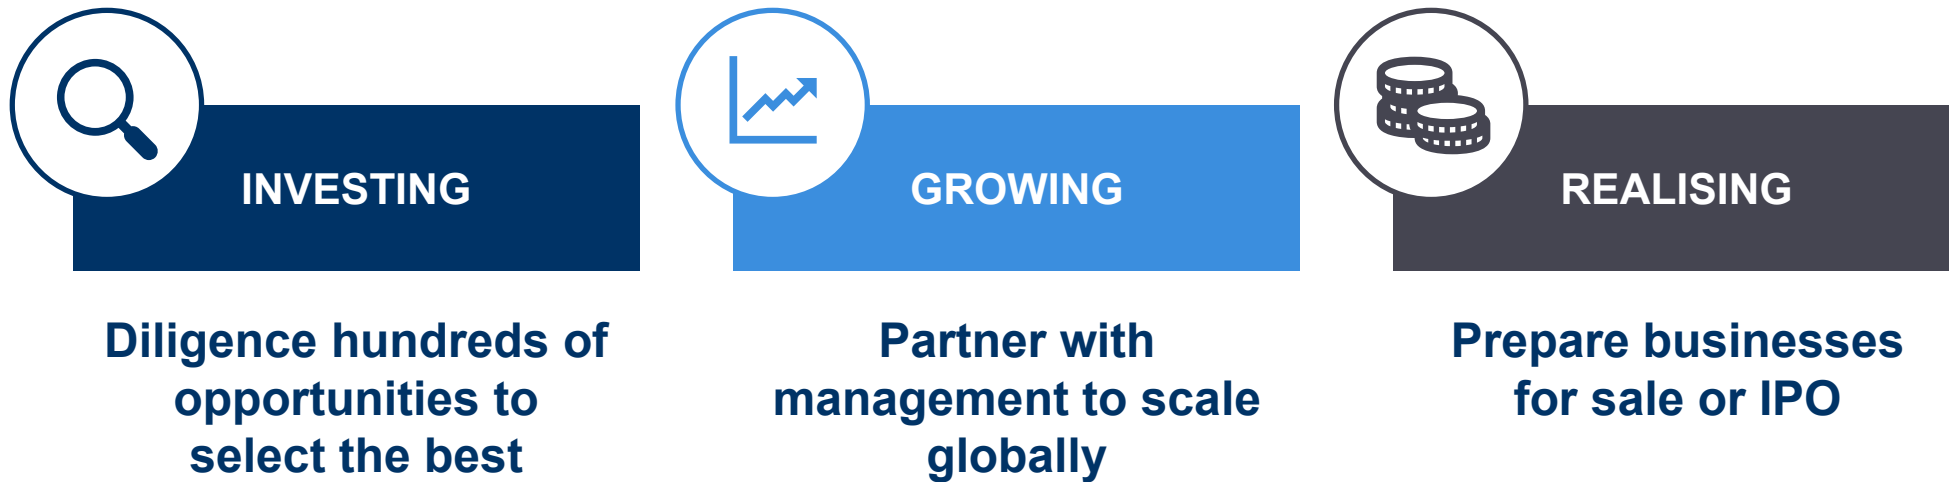 INVESTING
Diligence hundreds of
opportunities to
select the best
GROWING
Partner with
management to scale
globally
REALISING
Prepare businesses
for sale or IPO